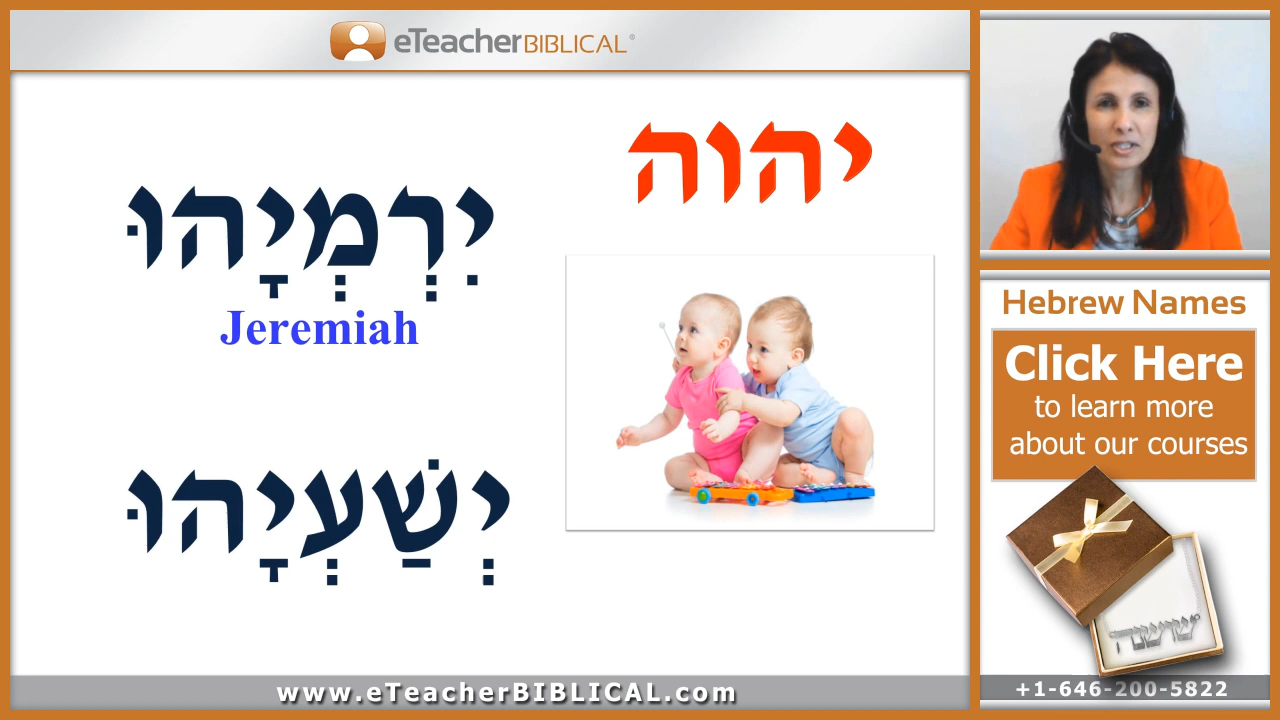 eTeacherBIBLICAL®
יהוה
יִרְמְיָהוּ
Jeremiah
יְשַׁעְיָהוּ
www.eTeacherBIBLICAL.com
Hebrew Names
Click Here
to learn more
about our courses
שושנה
+1-646-200-5822